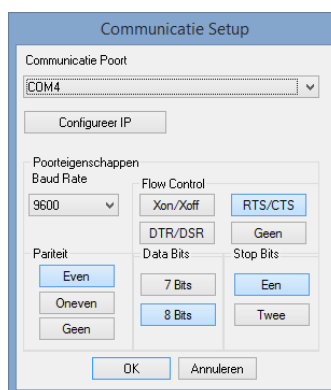 Communicatie Setup
Communicatie Poort
COM4
Configureer IP
Poorteigenschappen
Baud Rate
9600
Flow Control
Xon/Xoff
RTS/CTS
DTR/DSR
Geen
Pariteit
Even
Oneven
Geen
Data Bits
7 Bits
8 Bits
Stop Bits
Een
Twee
OK
Annuleren